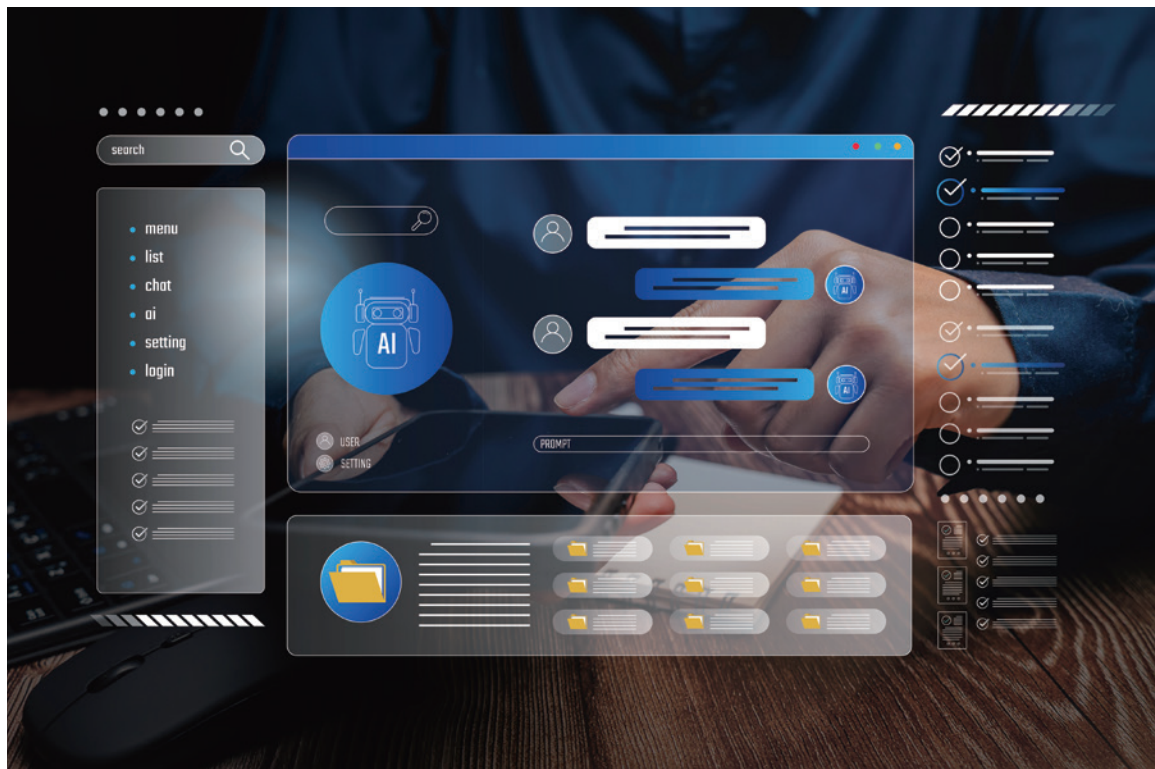 search
menu
list
chat
ai
setting
login
AI
AI
AI
USER
SETTING
PROMPT